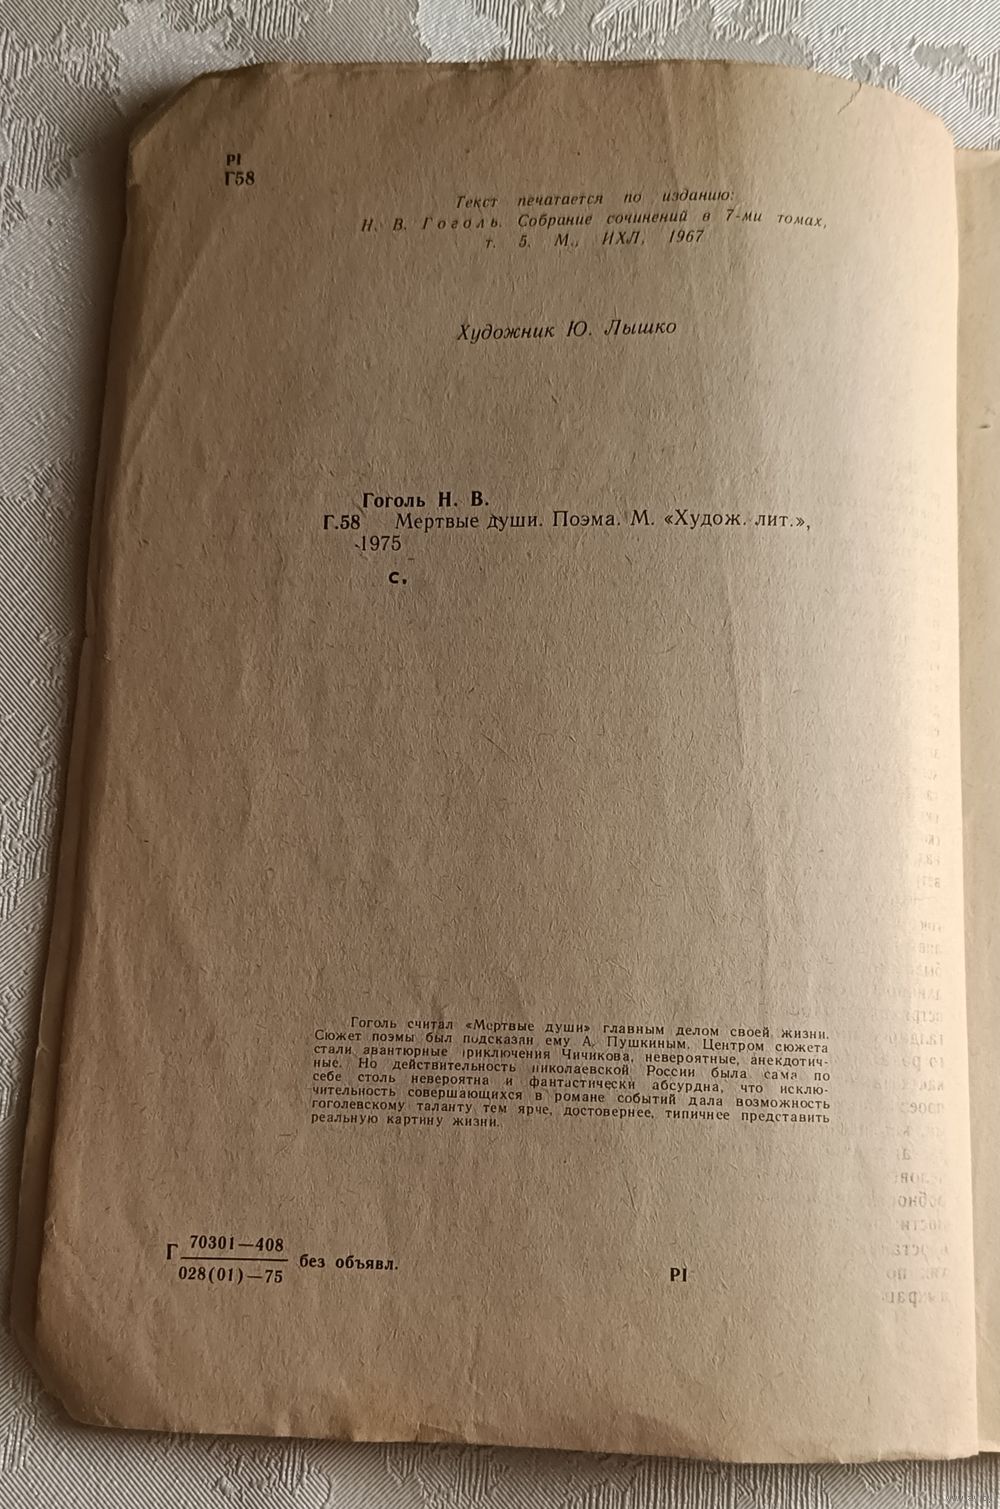 РІ
Г58
Текст печатается по изданию:
Н. В. Гоголь. Собрание сочинений в 7-ми томах,
т. 5. М., ИХЛ, 1967
Художник Ю. Лышко
Гоголь Н. В.
Г.58 Мертвые души. Поэма. М. «Худож. лит.»,
1975
с.
Гоголь считал «Мертвые души» главным делом своей жизни.
Сюжет поэмы был подсказан ему А. Пушкиным. Центром сюжета
стали авантюрные приключения Чичикова, невероятные, анекдотич-
ные. Но действительность николаевской России была сама по
себе столь невероятна и фантастически абсурдна, что исклю-
чительность совершающихся в романе событий дала возможность
гоголевскому таланту тем ярче, достовернее, типичнее представить
реальную картину жизни.
Г 70301—408
028(01)—75 без объявл.
РІ